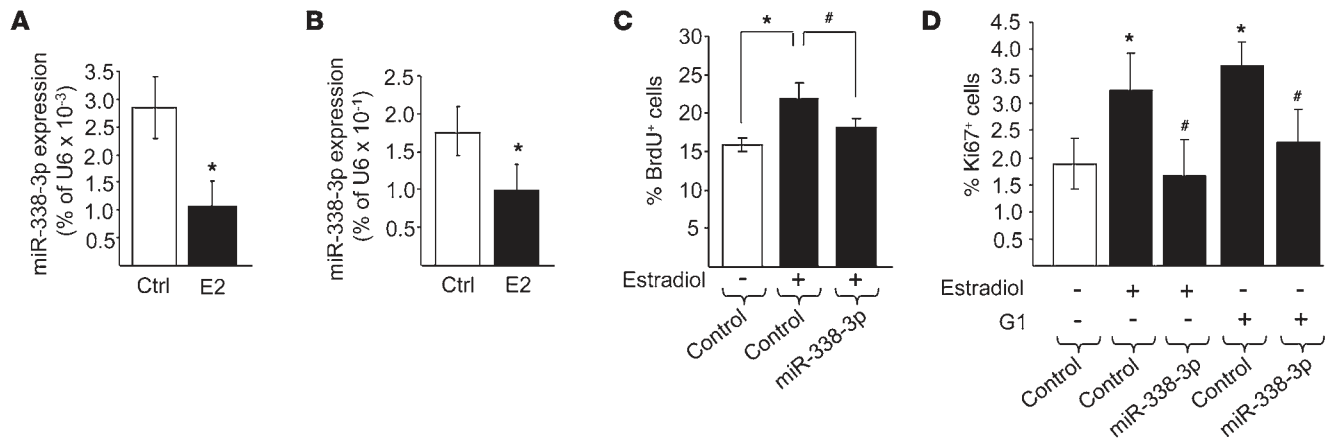 A
miR-338-3p expression
(% of U6 x 10⁻³)
3.5
3.0
2.5
2.0
1.5
1.0
0.5
*
Ctrl E2
B
miR-338-3p expression
(% of U6 x 10⁻¹)
2.5
2.0
1.5
1.0
0.5
*
Ctrl E2
C
% BrdU⁺ cells
30
25
20
15
10
5
* #
Estradiol - + +
Control Control miR-338-3p
D
% Ki67⁺ cells
4.5
4.0
3.5
3.0
2.5
2.0
1.5
1.0
0.5
* # * #
Estradiol - + + - -
G1 - - - + +
Control Control miR-338-3p Control miR-338-3p